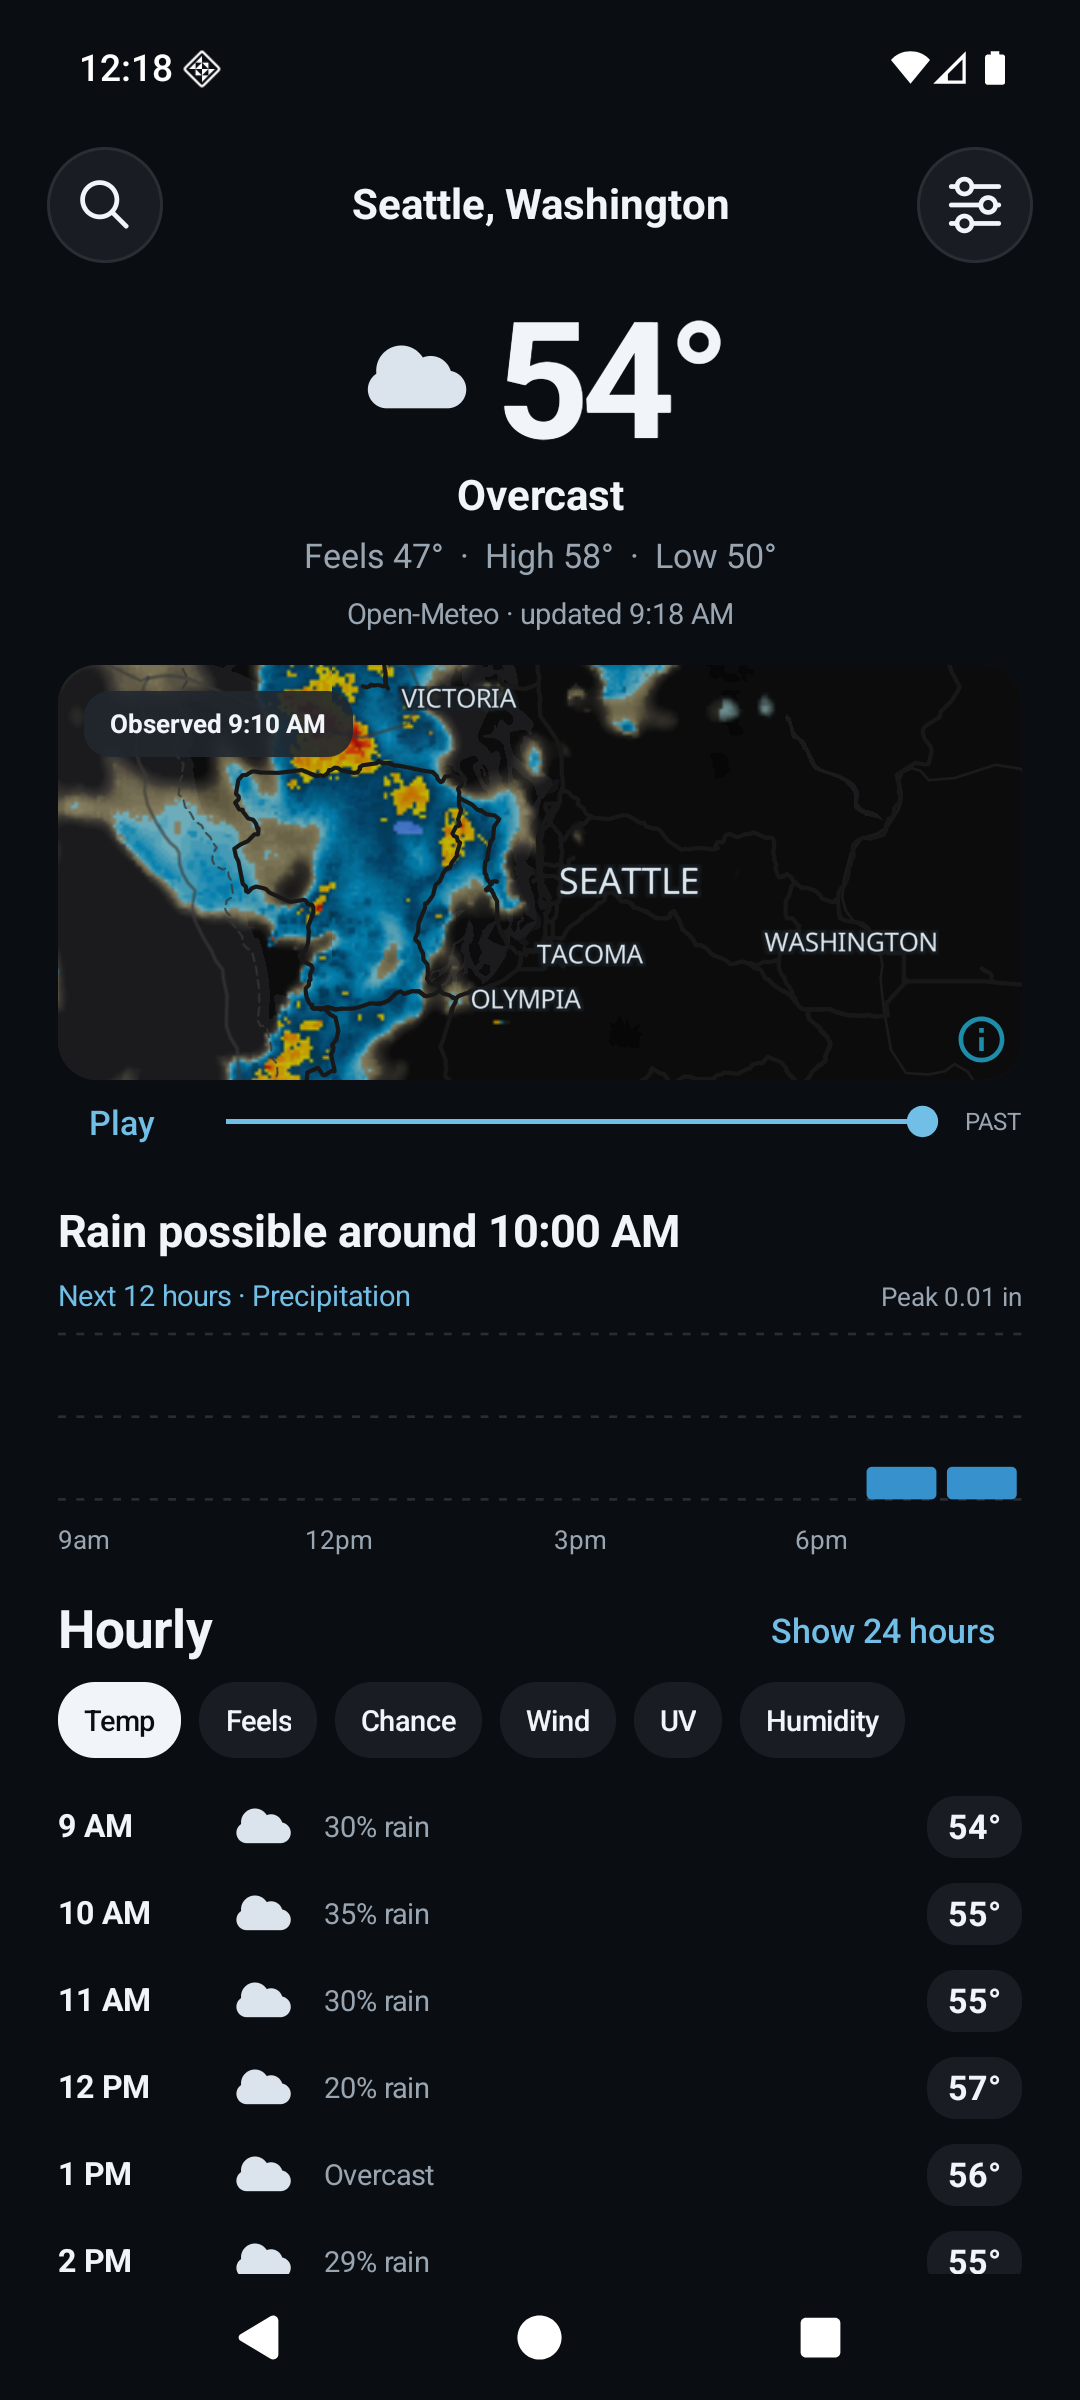 12:18
Seattle, Washington
54°
Overcast
Feels 47° · High 58° · Low 50°
Open-Meteo · updated 9:18 AM
Observed 9:10 AM
VICTORIA
SEATTLE
TACOMA
WASHINGTON
OLYMPIA
Play
PAST
Rain possible around 10:00 AM
Next 12 hours · Precipitation
Peak 0.01 in
9am 12pm 3pm 6pm
Hourly
Show 24 hours
Temp Feels Chance Wind UV Humidity
9 AM 30% rain 54°
10 AM 35% rain 55°
11 AM 30% rain 55°
12 PM 20% rain 57°
1 PM Overcast 56°
2 PM 29% rain 55°